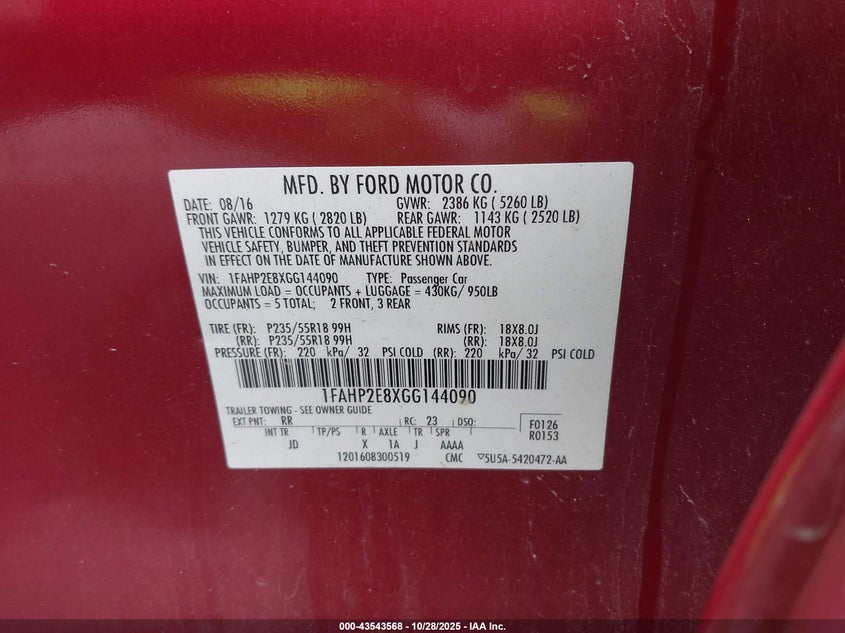 MFD. BY FORD MOTOR CO.
DATE: 08/16 GVWR: 2386 KG ( 5260 LB)
FRONT GAWR: 1279 KG ( 2820 LB) REAR GAWR: 1143 KG ( 2520 LB)
THIS VEHICLE CONFORMS TO ALL APPLICABLE FEDERAL MOTOR
VEHICLE SAFETY, BUMPER, AND THEFT PREVENTION STANDARDS
IN EFFECT ON THE DATE OF MANUFACTURE SHOWN ABOVE.
VIN: 1FAHP2E8XGG144090 TYPE: Passenger Car
MAXIMUM LOAD = OCCUPANTS + LUGGAGE = 430KG/ 950LB
OCCUPANTS = 5 TOTAL; 2 FRONT, 3 REAR
TIRE (FR): P235/55R18 99H RIMS (FR): 18X8.0J
(RR): P235/55R18 99H (RR): 18X8.0J
PRESSURE (FR): 220 kPa/ 32 PSI COLD (RR): 220 kPa/ 32 PSI COLD
1FAHP2E8XGG144090
TRAILER TOWING - SEE OWNER GUIDE
EXT PNT: RR RC: 23 DSO: F0126
R0153
INT TR TP/PS R AXLE TR SPR
JD X 1A J AAAA
1201608300519 CMC ▽5U5A-5420472-AA
000-43543568 - 10/28/2025 - IAA Inc.